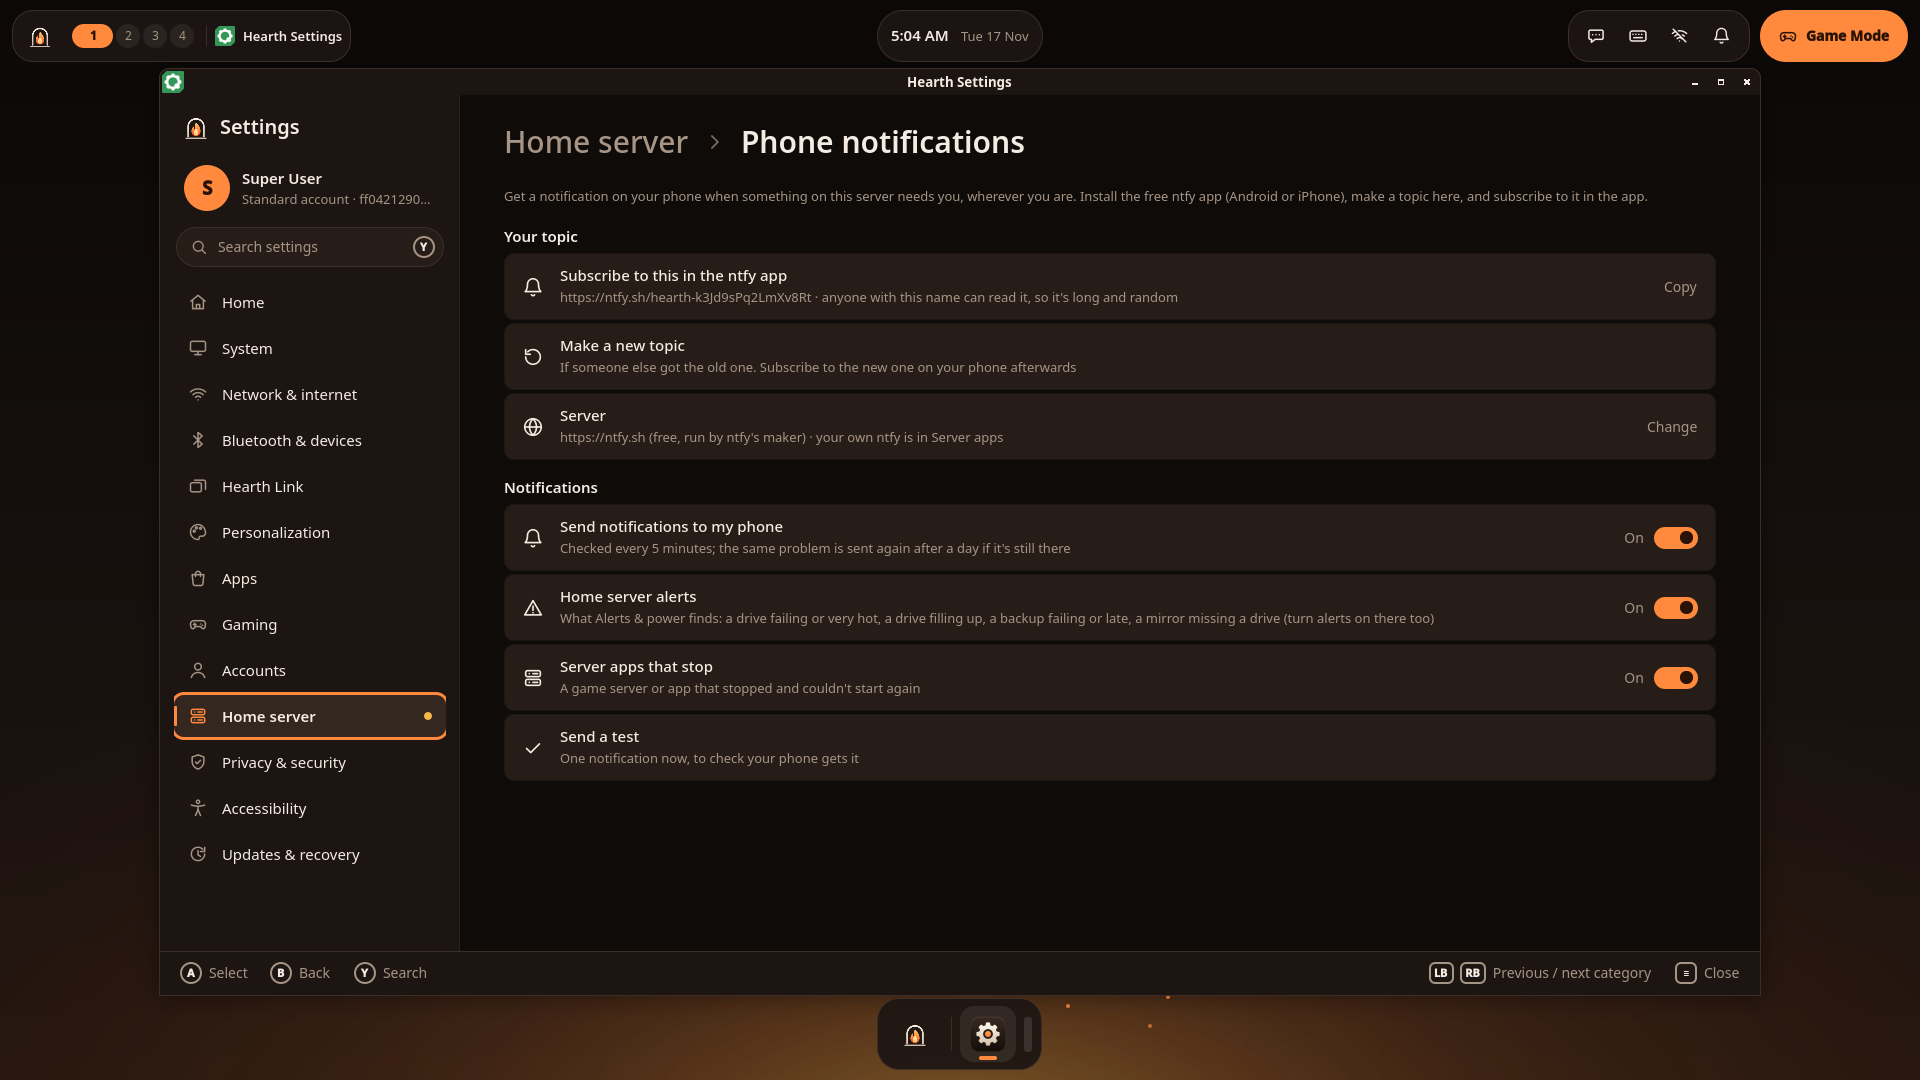 1 2 3 4 Hearth Settings
5:04 AM Tue 17 Nov
Game Mode
Hearth Settings
Settings
S
Super User
Standard account · ff0421290...
Search settings Y
Home
System
Network & internet
Bluetooth & devices
Hearth Link
Personalization
Apps
Gaming
Accounts
Home server
Privacy & security
Accessibility
Updates & recovery
Home server > Phone notifications
Get a notification on your phone when something on this server needs you, wherever you are. Install the free ntfy app (Android or iPhone), make a topic here, and subscribe to it in the app.
Your topic
Subscribe to this in the ntfy app
https://ntfy.sh/hearth-k3Jd9sPq2LmXv8Rt · anyone with this name can read it, so it's long and random
Copy
Make a new topic
If someone else got the old one. Subscribe to the new one on your phone afterwards
Server
https://ntfy.sh (free, run by ntfy's maker) · your own ntfy is in Server apps
Change
Notifications
Send notifications to my phone
Checked every 5 minutes; the same problem is sent again after a day if it's still there
On
Home server alerts
What Alerts & power finds: a drive failing or very hot, a drive filling up, a backup failing or late, a mirror missing a drive (turn alerts on there too)
On
Server apps that stop
A game server or app that stopped and couldn't start again
On
Send a test
One notification now, to check your phone gets it
A Select B Back Y Search
LB RB Previous / next category Close